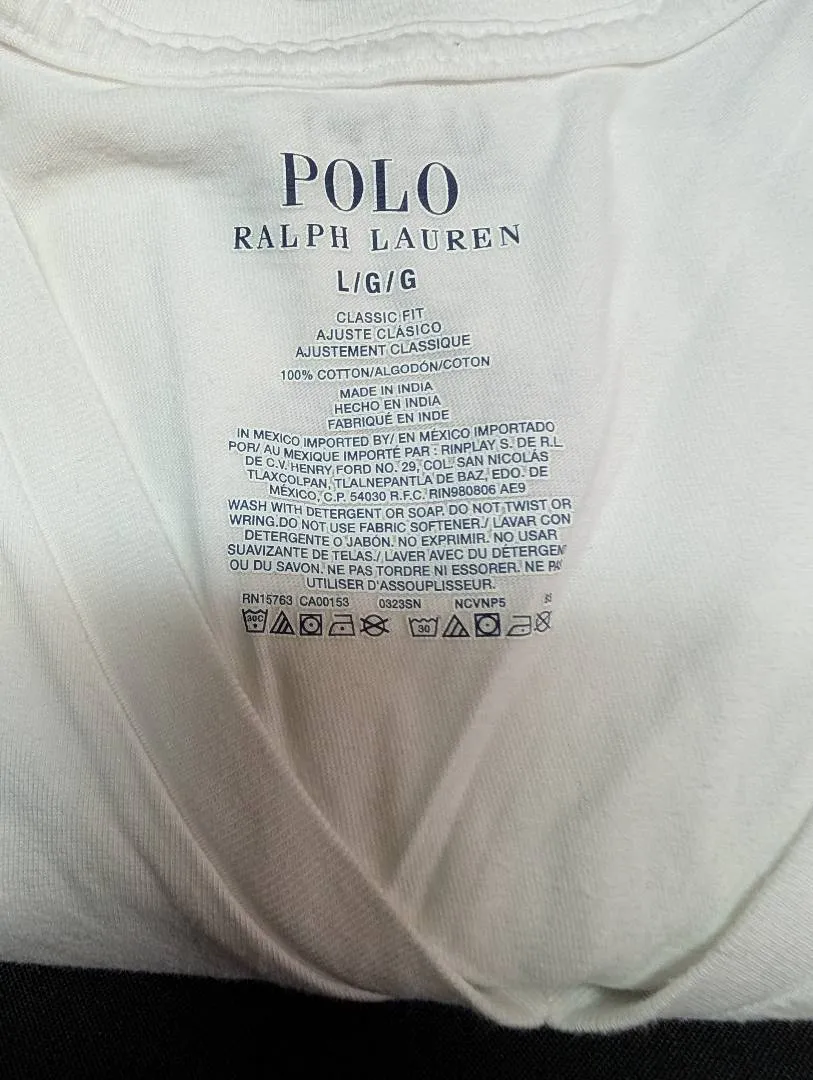 POLO
RALPH LAUREN
L/G/G
CLASSIC FIT
AJUSTE CLÁSICO
AJUSTEMENT CLASSIQUE
100% COTTON/ALGODÓN/COTON
MADE IN INDIA
HECHO EN INDIA
FABRIQUÉ EN INDE
IN MEXICO IMPORTED BY/ EN MÉXICO IMPORTADO
POR/ AU MEXIQUE IMPORTÉ PAR : RINPLAY S. DE R.L.
DE C.V. HENRY FORD NO. 29, COL. SAN NICOLÁS
TLAXCOLPAN, TLALNEPANTLA DE BAZ, EDO. DE
MÉXICO, C.P. 54030 R.F.C. RIN980806 AE9
WASH WITH DETERGENT OR SOAP. DO NOT TWIST OR
WRING.DO NOT USE FABRIC SOFTENER./ LAVAR CON
DETERGENTE O JABÓN. NO EXPRIMIR. NO USAR
SUAVIZANTE DE TELAS./ LAVER AVEC DU DÉTERGEN
OU DU SAVON. NE PAS TORDRE NI ESSORER. NE PAS
UTILISER D'ASSOUPLISSEUR.
RN15763 CA00153 0323SN NCVNP5
30C 30